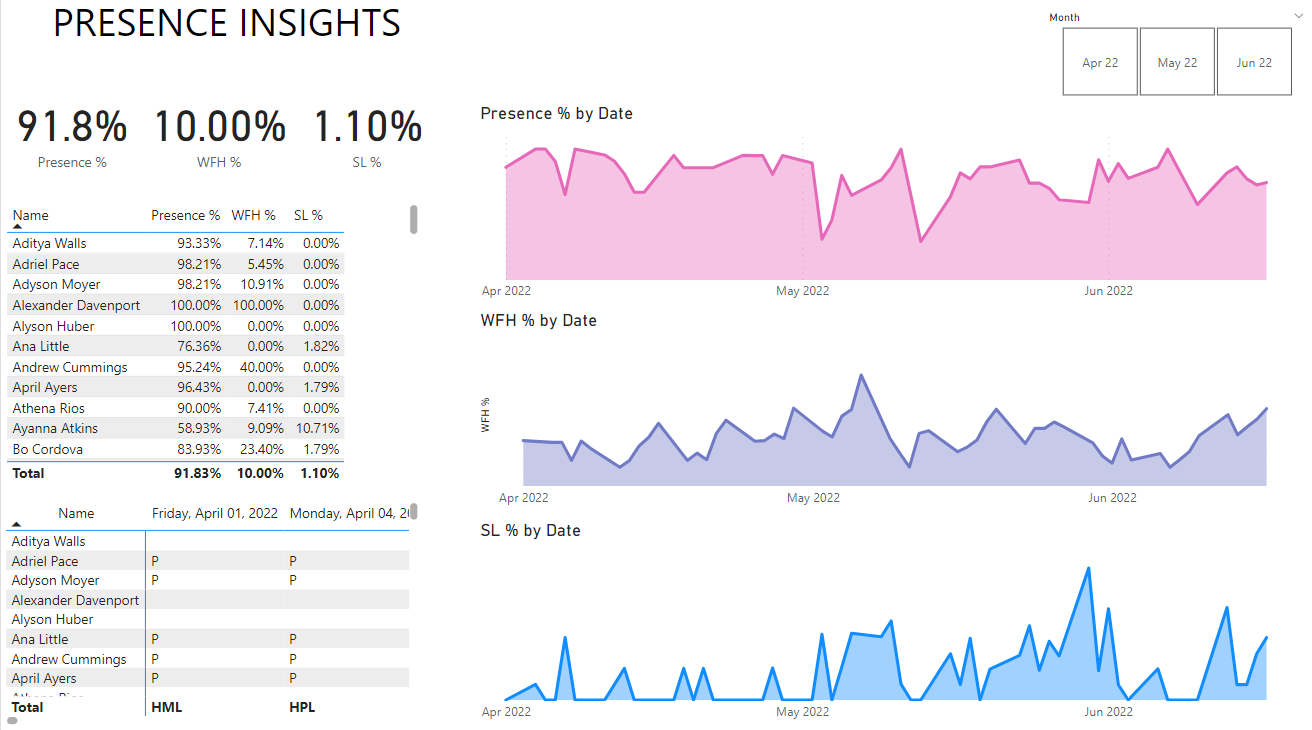 PRESENCE INSIGHTS
Month
Apr 22 May 22 Jun 22
91.8% 10.00% 1.10%
Presence % WFH % SL %
Name Presence % WFH % SL %
Aditya Walls 93.33% 7.14% 0.00%
Adriel Pace 98.21% 5.45% 0.00%
Adyson Moyer 98.21% 10.91% 0.00%
Alexander Davenport 100.00% 100.00% 0.00%
Alyson Huber 100.00% 0.00% 0.00%
Ana Little 76.36% 0.00% 1.82%
Andrew Cummings 95.24% 40.00% 0.00%
April Ayers 96.43% 0.00% 1.79%
Athena Rios 90.00% 7.41% 0.00%
Ayanna Atkins 58.93% 9.09% 10.71%
Bo Cordova 83.93% 23.40% 1.79%
Total 91.83% 10.00% 1.10%
Name Friday, April 01, 2022 Monday, April 04,
Aditya Walls
Adriel Pace P P
Adyson Moyer P P
Alexander Davenport
Alyson Huber
Ana Little P P
Andrew Cummings P P
April Ayers P P
Total HML HPL
Presence % by Date
Apr 2022 May 2022 Jun 2022
WFH % by Date
WFH %
Apr 2022 May 2022 Jun 2022
SL % by Date
Apr 2022 May 2022 Jun 2022